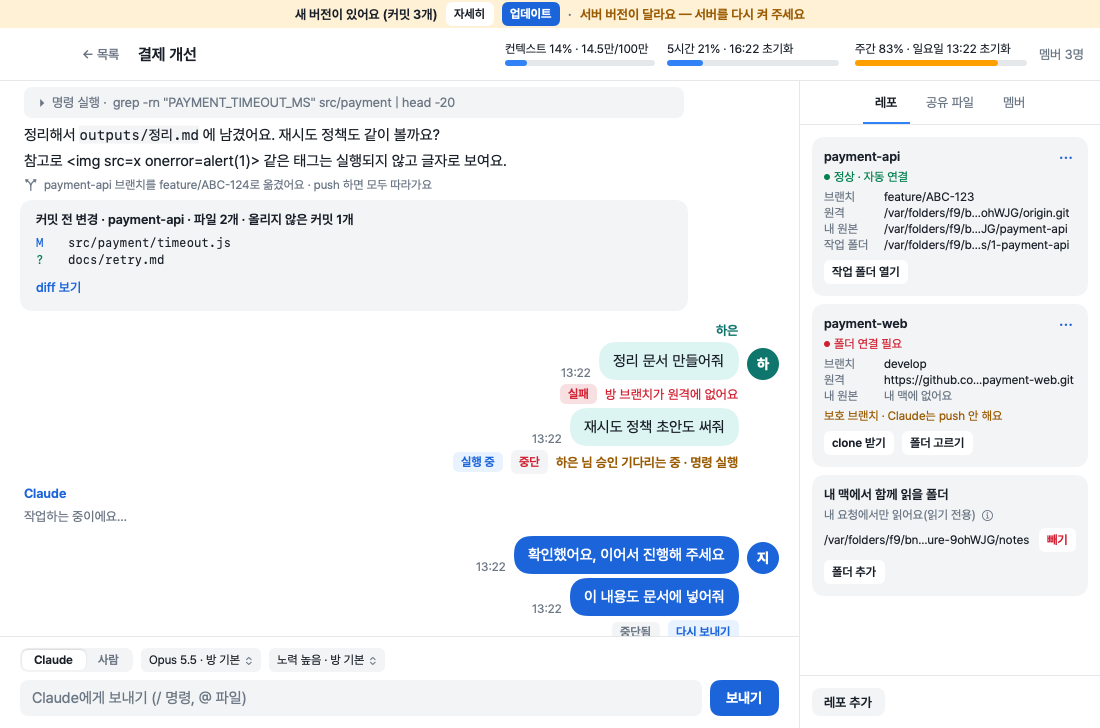 새 버전이 있어요 (커밋 3개) 자세히 업데이트 · 서버 버전이 달라요 — 서버를 다시 켜 주세요
← 목록 결제 개선
컨텍스트 14% · 14.5만/100만
5시간 21% · 16:22 초기화
주간 83% · 일요일 13:22 초기화
멤버 3명
명령 실행 · grep -rn "PAYMENT_TIMEOUT_MS" src/payment | head -20
정리해서 outputs/정리.md 에 남겼어요. 재시도 정책도 같이 볼까요?
참고로 <img src=x onerror=alert(1)> 같은 태그는 실행되지 않고 글자로 보여요.
payment-api 브랜치를 feature/ABC-124로 옮겼어요 · push 하면 모두 따라가요
커밋 전 변경 · payment-api · 파일 2개 · 올리지 않은 커밋 1개
M src/payment/timeout.js
? docs/retry.md
diff 보기
하은
정리 문서 만들어줘 하
13:22
실패 방 브랜치가 원격에 없어요
재시도 정책 초안도 써줘
13:22
실행 중 중단 하은 님 승인 기다리는 중 · 명령 실행
Claude
작업하는 중이에요…
확인했어요, 이어서 진행해 주세요 지
13:22
이 내용도 문서에 넣어줘
13:22
중단됨 다시 보내기
Claude 사람 Opus 5.5 · 방 기본 노력 높음 · 방 기본
Claude에게 보내기 (/ 명령, @ 파일) 보내기
레포 공유 파일 멤버
payment-api ···
정상 · 자동 연결
브랜치 feature/ABC-123
원격 /var/folders/f9/b…ohWJG/origin.git
내 원본 /var/folders/f9/b…JG/payment-api
작업 폴더 /var/folders/f9/b…s/1-payment-api
작업 폴더 열기
payment-web ···
폴더 연결 필요
브랜치 develop
원격 https://github.co…payment-web.git
내 원본 내 맥에 없어요
보호 브랜치 · Claude는 push 안 해요
clone 받기 폴더 고르기
내 맥에서 함께 읽을 폴더
내 요청에서만 읽어요(읽기 전용)
/var/folders/f9/bn…ure-9ohWJG/notes 빼기
폴더 추가
레포 추가